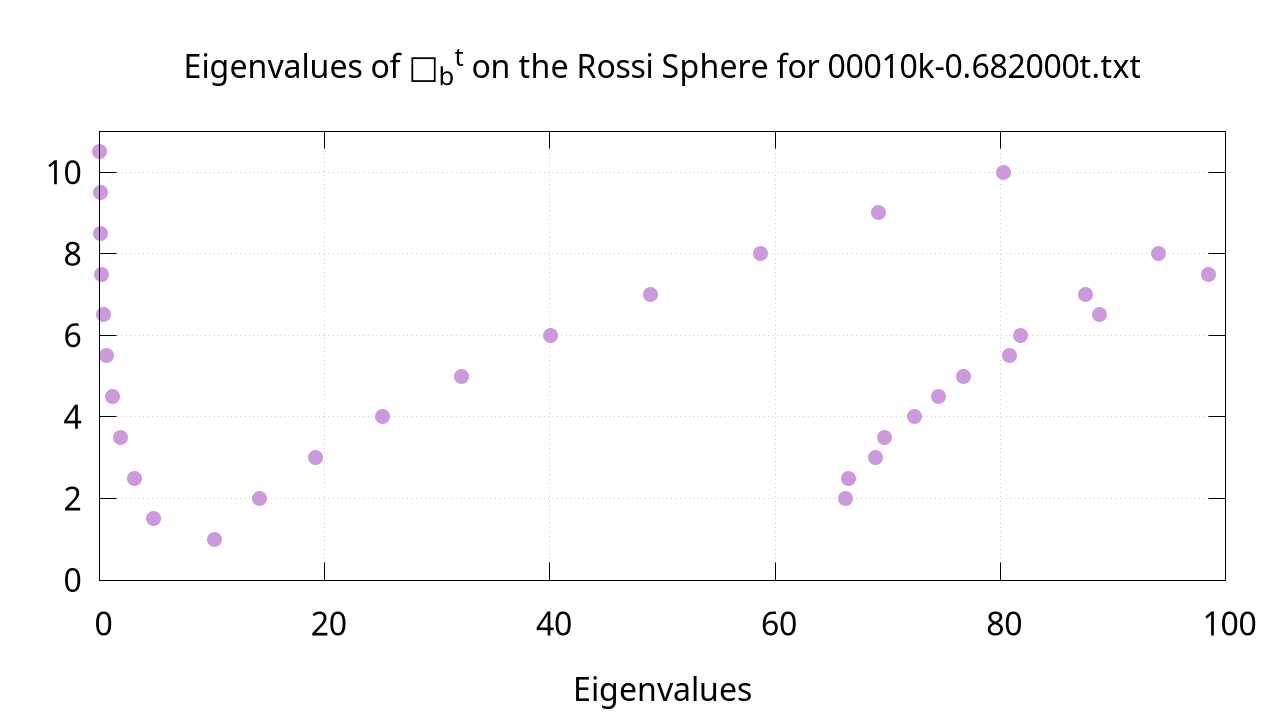 Eigenvalues of □b^t on the Rossi Sphere for 00010k-0.682000t.txt
10
8
6
4
2
0
0 20 40 60 80 100
Eigenvalues